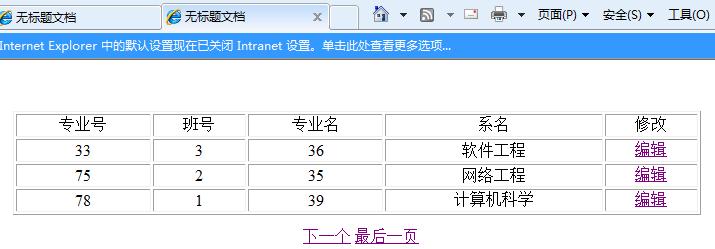 无标题文档 无标题文档 页面(P) 安全(S) 工具(O)
Internet Explorer 中的默认设置现在已关闭 Intranet 设置。单击此处查看更多选项...
专业号 班号 专业名 系名 修改
33 3 36 软件工程 编辑
75 2 35 网络工程 编辑
78 1 39 计算机科学 编辑
下一个 最后一页